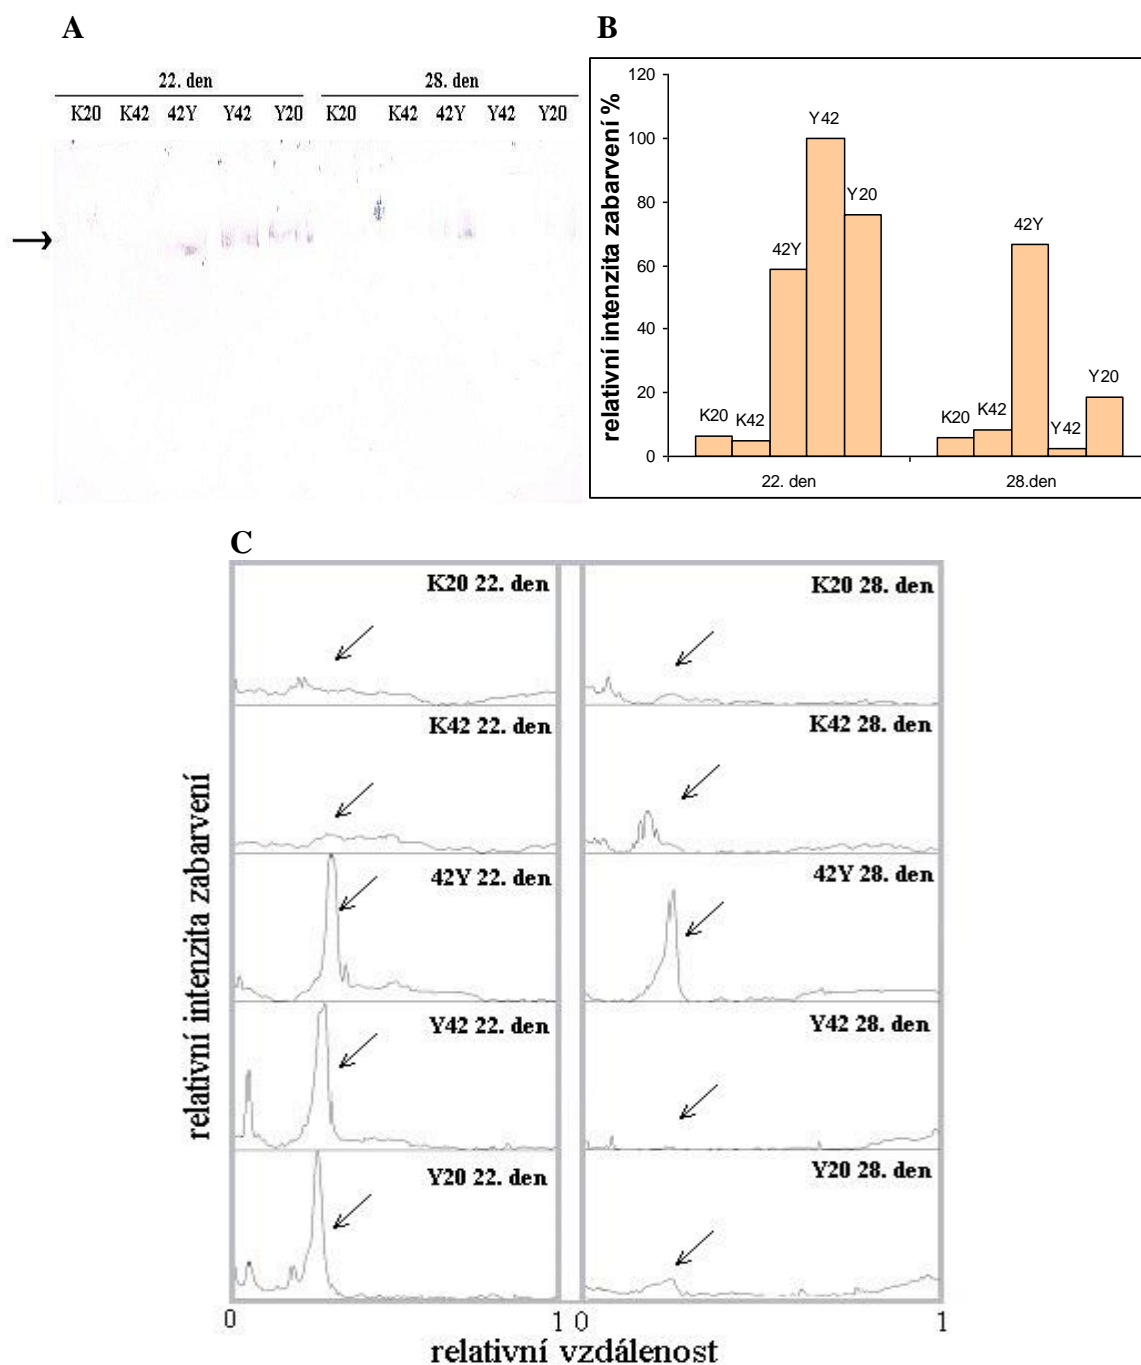 A
22. den 28. den
K20 K42 42Y Y42 Y20 K20 K42 42Y Y42 Y20
B
relativní intenzita zabarvení %
120
100
80
60
40
20
0
K20
K42
42Y
Y42
Y20
K20
K42
42Y
Y42
Y20
22. den 28.den
C
relativní intenzita zabarvení
K20 22. den K20 28. den
K42 22. den K42 28. den
42Y 22. den 42Y 28. den
Y42 22. den Y42 28. den
Y20 22. den Y20 28. den
0 1 0 1
relativní vzdálenost